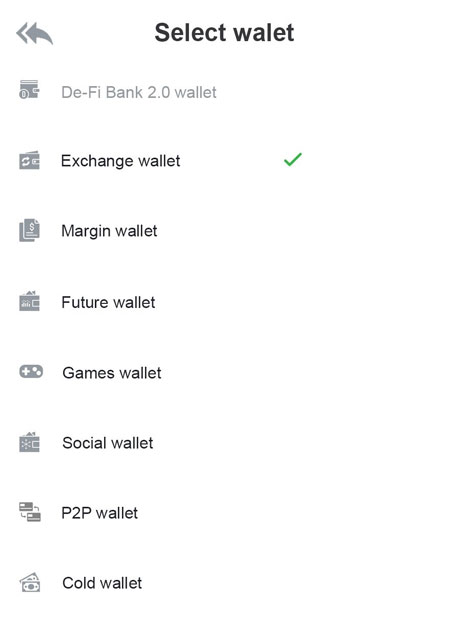 Select walet
De-Fi Bank 2.0 wallet
Exchange wallet
Margin wallet
Future wallet
Games wallet
Social wallet
P2P wallet
Cold wallet